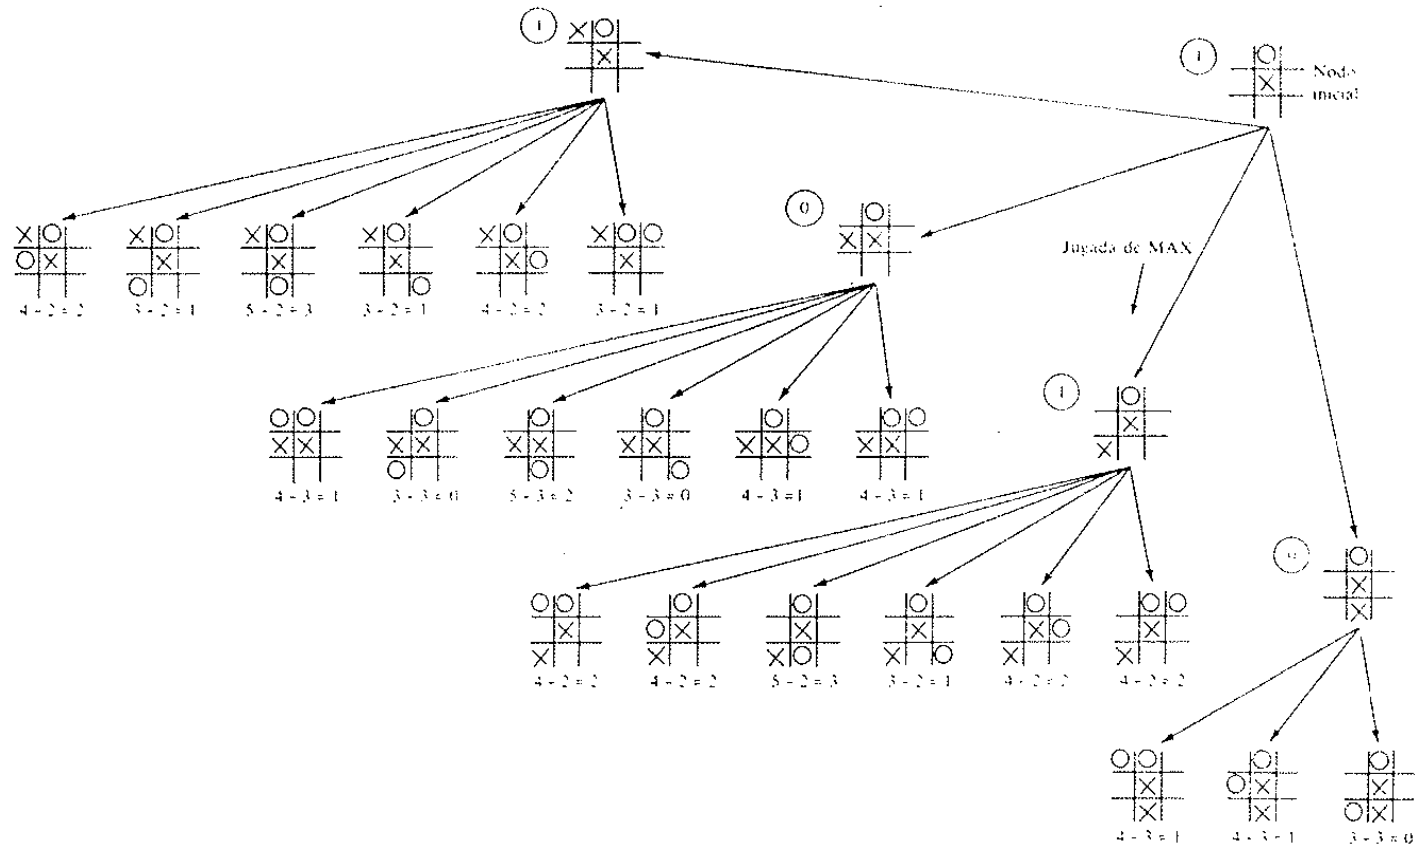 1
1
Nodo
inicial
4 - 2 = 2
3 - 2 = 1
5 - 2 = 3
3 - 2 = 1
4 - 2 = 2
3 - 2 = 1
0
Jugada de MAX
1
4 - 3 = 1
3 - 3 = 0
5 - 3 = 2
3 - 3 = 0
4 - 3 = 1
4 - 3 = 1
0
4 - 2 = 2
4 - 2 = 2
5 - 2 = 3
3 - 2 = 1
4 - 2 = 2
4 - 2 = 2
4 - 3 = 1
4 - 3 = 1
3 - 3 = 0